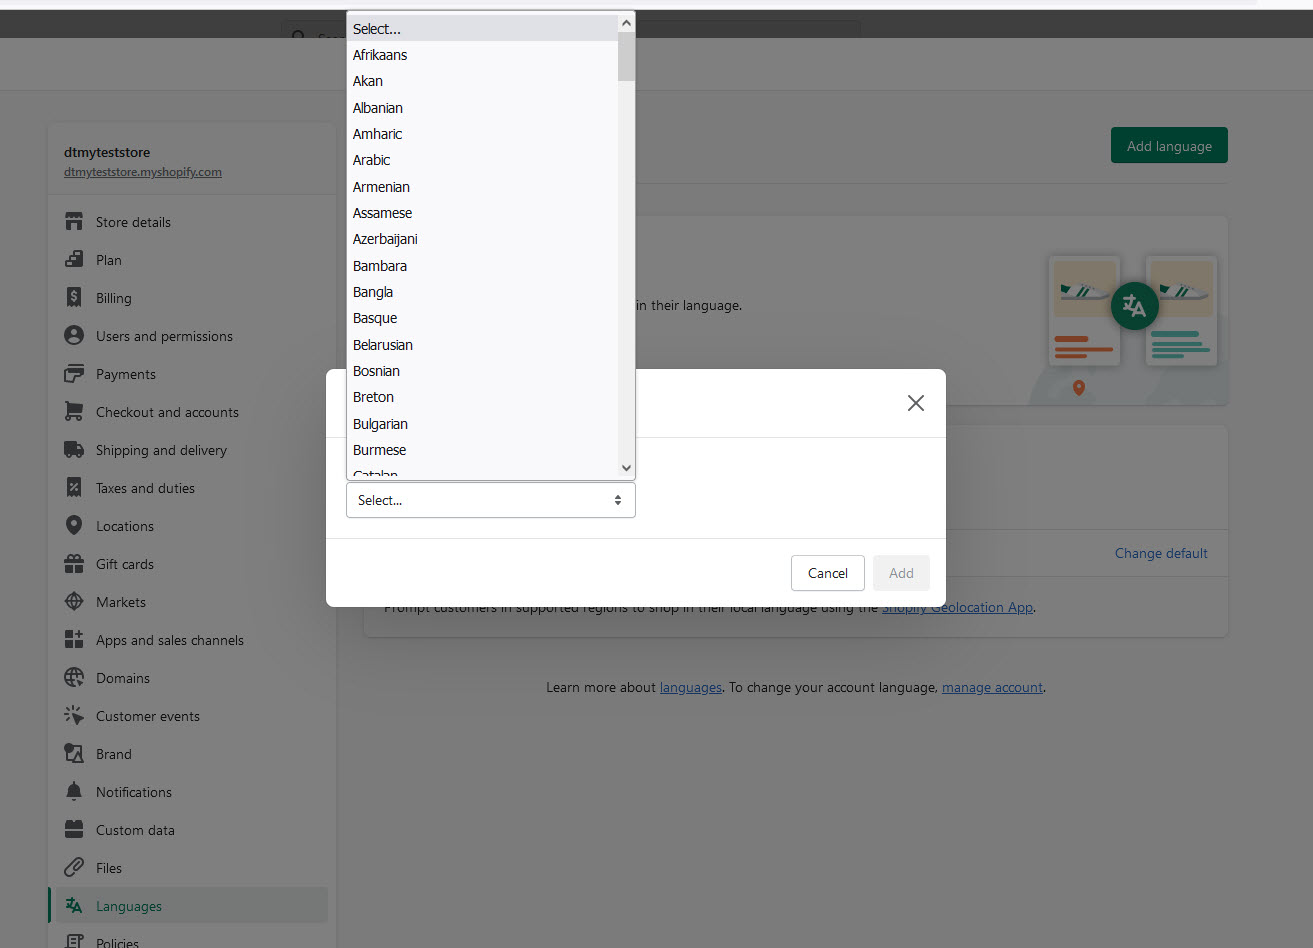 Select...
Afrikaans
Akan
Albanian
Amharic
Arabic
Armenian
Assamese
Azerbaijani
Bambara
Bangla
Basque
Belarusian
Bosnian
Breton
Bulgarian
Burmese
Catalan
Select...
Cancel
Add
dtmyteststore
dtmyteststore.myshopify.com
Store details
Plan
Billing
Users and permissions
Payments
Checkout and accounts
Shipping and delivery
Taxes and duties
Locations
Gift cards
Markets
Apps and sales channels
Domains
Customer events
Brand
Notifications
Custom data
Files
Languages
Policies
Add language
in their language.
Change default
Prompt customers in supported regions to shop in their local language using the Shopify Geolocation App.
Learn more about languages. To change your account language, manage account.